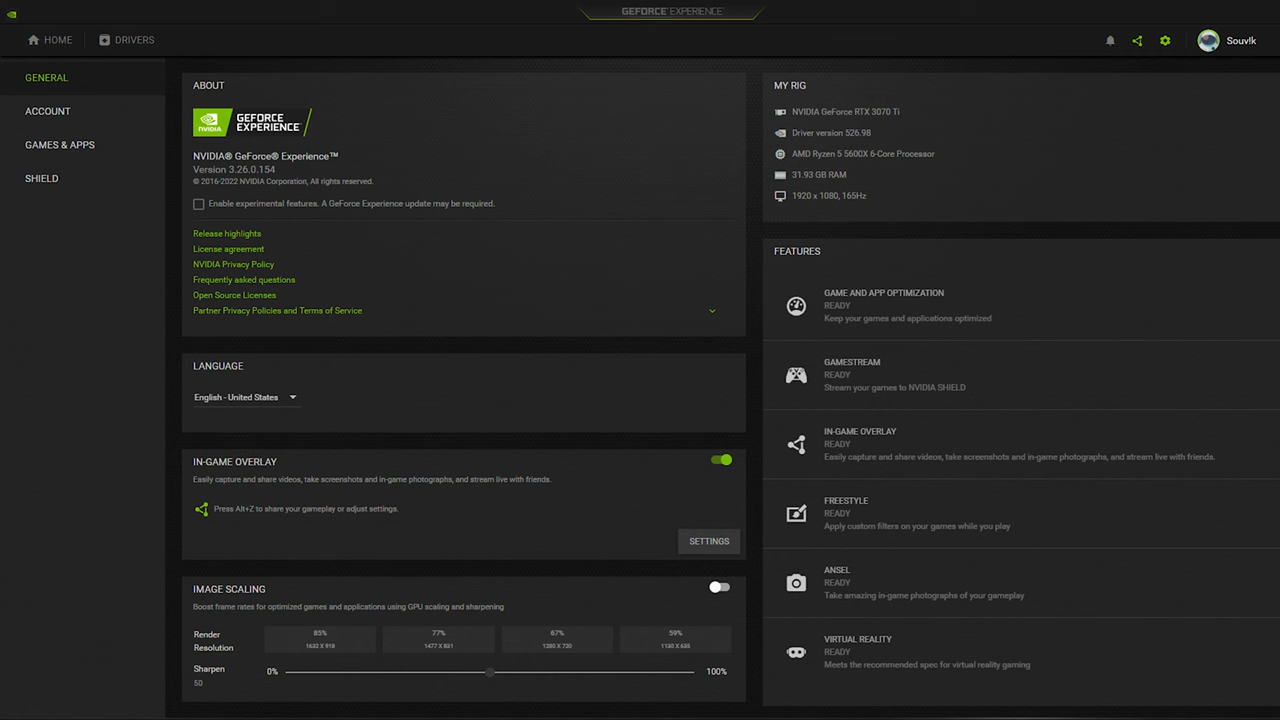 GEFORCE EXPERIENCE
HOME
DRIVERS
Souv!k
GENERAL
ACCOUNT
GAMES & APPS
SHIELD
ABOUT
NVIDIA
GEFORCE
EXPERIENCE
NVIDIA® GeForce® Experience™
Version 3.26.0.154
© 2016-2022 NVIDIA Corporation, All rights reserved.
Enable experimental features. A GeForce Experience update may be required.
Release highlights
License agreement
NVIDIA Privacy Policy
Frequently asked questions
Open Source Licenses
Partner Privacy Policies and Terms of Service
LANGUAGE
English - United States
IN-GAME OVERLAY
Easily capture and share videos, take screenshots and in-game photographs, and stream live with friends.
Press Alt+Z to share your gameplay or adjust settings.
SETTINGS
IMAGE SCALING
Boost frame rates for optimized games and applications using GPU scaling and sharpening
Render
Resolution
85%
1632 X 918
77%
1477 X 831
67%
1280 X 720
59%
1130 X 635
Sharpen
50
0%
100%
MY RIG
NVIDIA GeForce RTX 3070 Ti
Driver version 526.98
AMD Ryzen 5 5600X 6-Core Processor
31.93 GB RAM
1920 x 1080, 165Hz
FEATURES
GAME AND APP OPTIMIZATION
READY
Keep your games and applications optimized
GAMESTREAM
READY
Stream your games to NVIDIA SHIELD
IN-GAME OVERLAY
READY
Easily capture and share videos, take screenshots and in-game photographs, and stream live with friends.
FREESTYLE
READY
Apply custom filters on your games while you play
ANSEL
READY
Take amazing in-game photographs of your gameplay
VIRTUAL REALITY
READY
Meets the recommended spec for virtual reality gaming